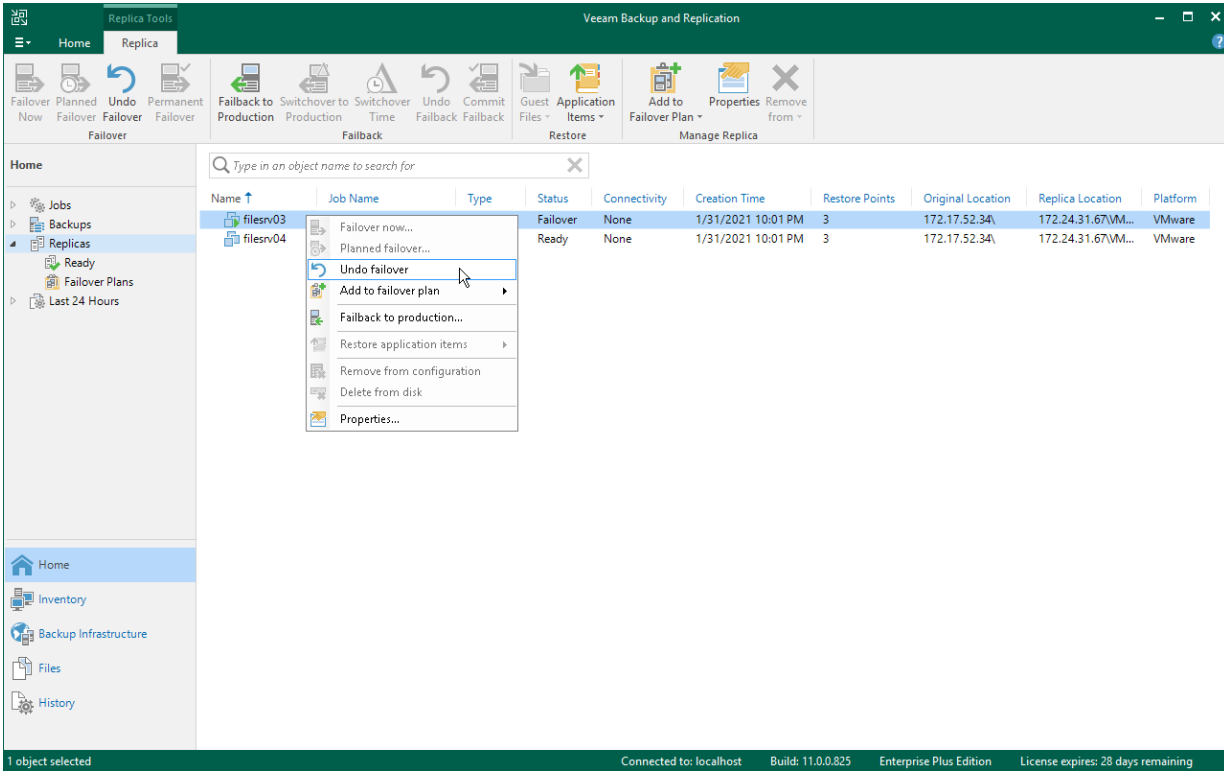 Replica Tools
Veeam Backup and Replication
Home Replica
Failover Now Planned Failover Undo Failover Permanent Failover
Failover
Failback to Production Switchover to Production Switchover Time Undo Failback Commit Failback
Failback
Guest Files Application Items
Restore
Add to Failover Plan Properties Remove from
Manage Replica
Home
Type in an object name to search for
Jobs
Backups
Replicas
Ready
Failover Plans
Last 24 Hours
Name Job Name Type Status Connectivity Creation Time Restore Points Original Location Replica Location Platform
filesrv03 Failover None 1/31/2021 10:01 PM 3 172.17.52.34\ 172.24.31.67\VM... VMware
filesrv04 Ready None 1/31/2021 10:01 PM 3 172.17.52.34\ 172.24.31.67\VM... VMware
Failover now...
Planned failover...
Undo failover
Add to failover plan
Failback to production...
Restore application items
Remove from configuration
Delete from disk
Properties...
Home
Inventory
Backup Infrastructure
Files
History
1 object selected Connected to: localhost Build: 11.0.0.825 Enterprise Plus Edition License expires: 28 days remaining